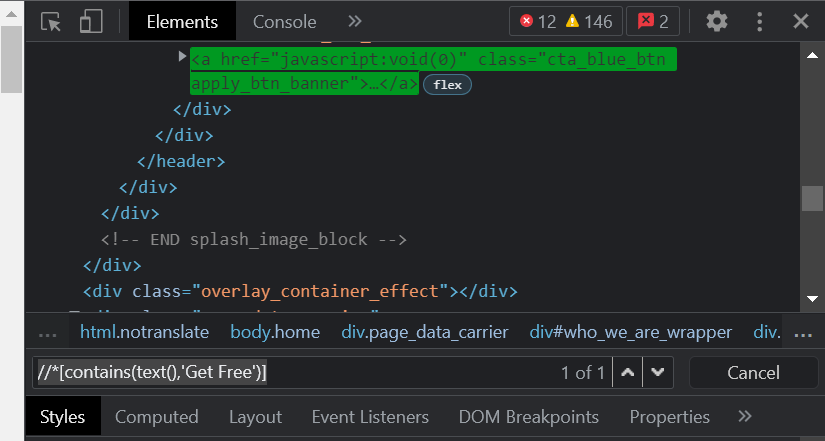 Elements Console 12 146 2
<a href="javascript:void(0)" class="cta_blue_btn
apply_btn_banner">…</a> flex
</div>
</div>
</header>
</div>
</div>
<!-- END splash_image_block -->
</div>
<div class="overlay_container_effect"></div>
... html.notranslate body.home div.page_data_carrier div#who_we_are_wrapper div. ...
//*[contains(text(),'Get Free')] 1 of 1 Cancel
Styles Computed Layout Event Listeners DOM Breakpoints Properties